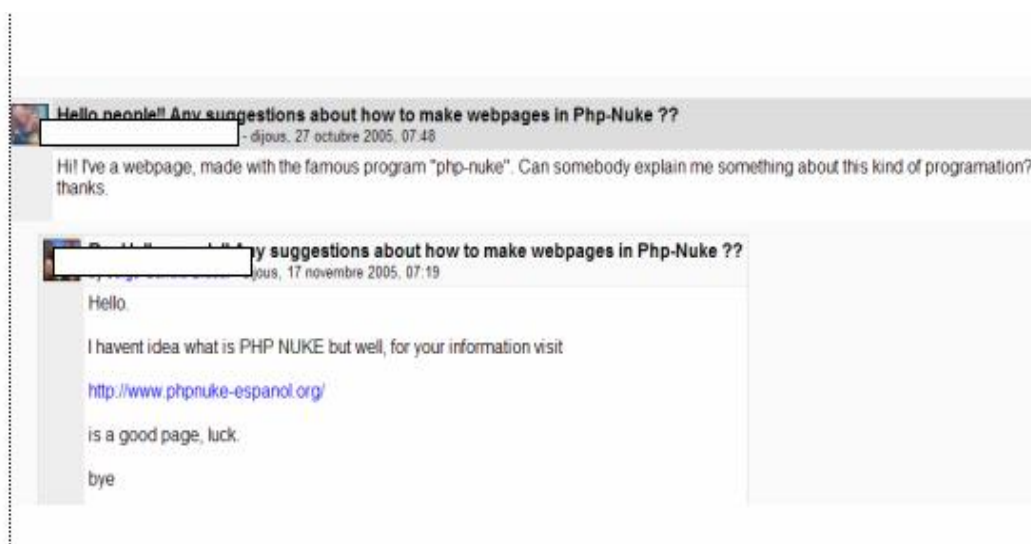 Hello people!! Any suggestions about how to make webpages in Php-Nuke ??
- dijous, 27 octubre 2005, 07:48
Hi! I've a webpage, made with the famous program "php-nuke". Can somebody explain me something about this kind of programation?
thanks.
suggestions about how to make webpages in Php-Nuke ??
dijous, 17 novembre 2005, 07:19
Hello.
I havent idea what is PHP NUKE but well, for your information visit
http://www.phpnuke-espanol.org/
is a good page, luck.
bye